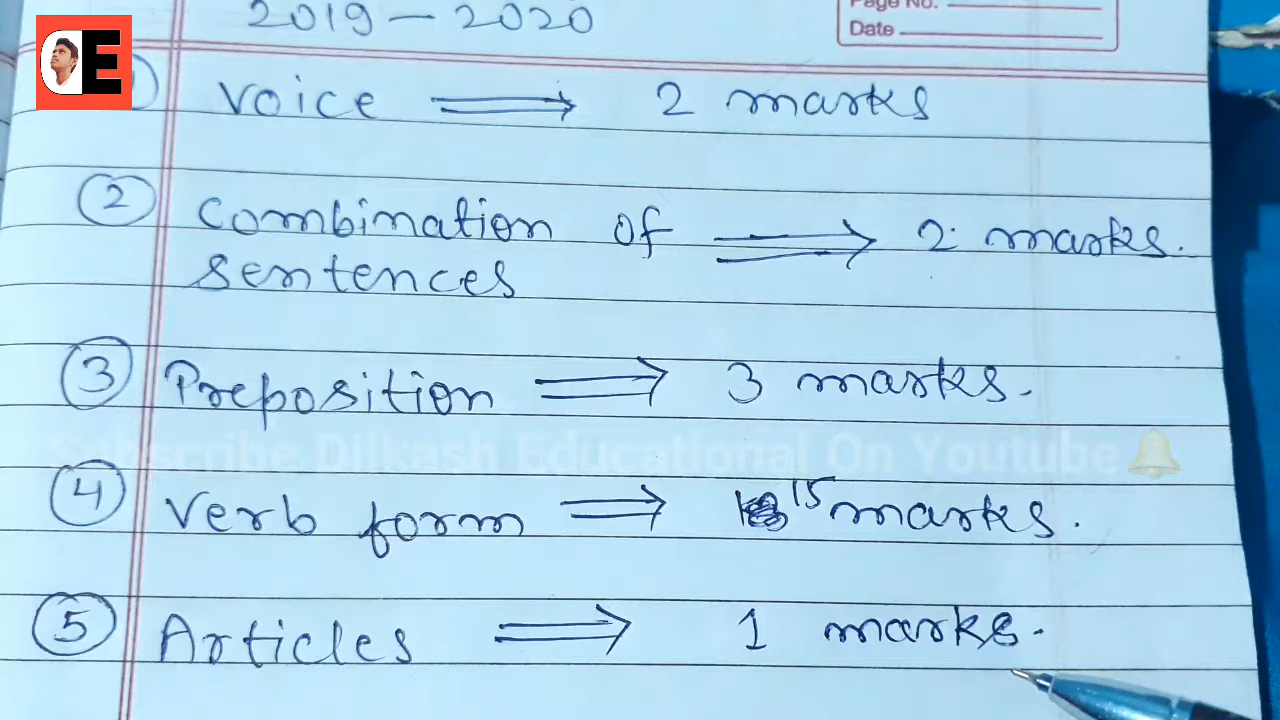 2019 - 2020
Page No.
Date
E
1 Voice ⟹ 2 marks
2 Combination of ⟹ 2 marks.
sentences
3 Preposition ⟹ 3 marks.
Subscribe Dilkash Educational On Youtube
4 Verb form ⟹ 15 marks.
5 Articles ⟹ 1 marks.